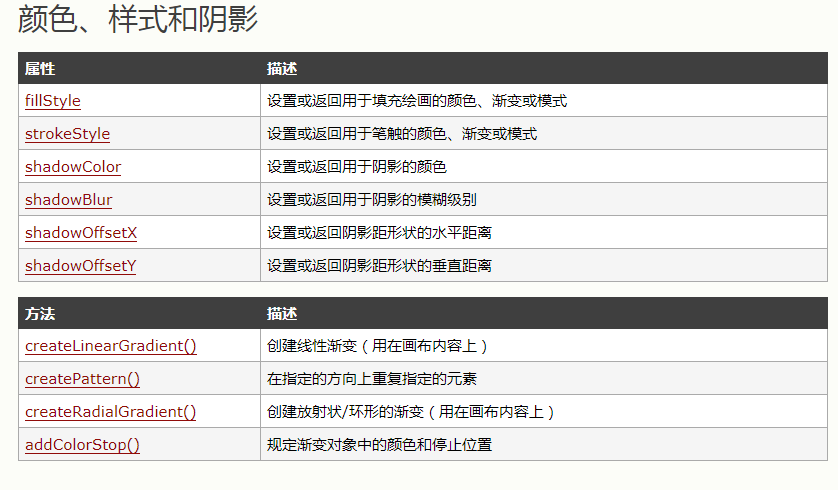 颜色、样式和阴影
属性 描述
fillStyle 设置或返回用于填充绘画的颜色、渐变或模式
strokeStyle 设置或返回用于笔触的颜色、渐变或模式
shadowColor 设置或返回用于阴影的颜色
shadowBlur 设置或返回用于阴影的模糊级别
shadowOffsetX 设置或返回阴影距形状的水平距离
shadowOffsetY 设置或返回阴影距形状的垂直距离
方法 描述
createLinearGradient() 创建线性渐变（用在画布内容上）
createPattern() 在指定的方向上重复指定的元素
createRadialGradient() 创建放射状/环形的渐变（用在画布内容上）
addColorStop() 规定渐变对象中的颜色和停止位置